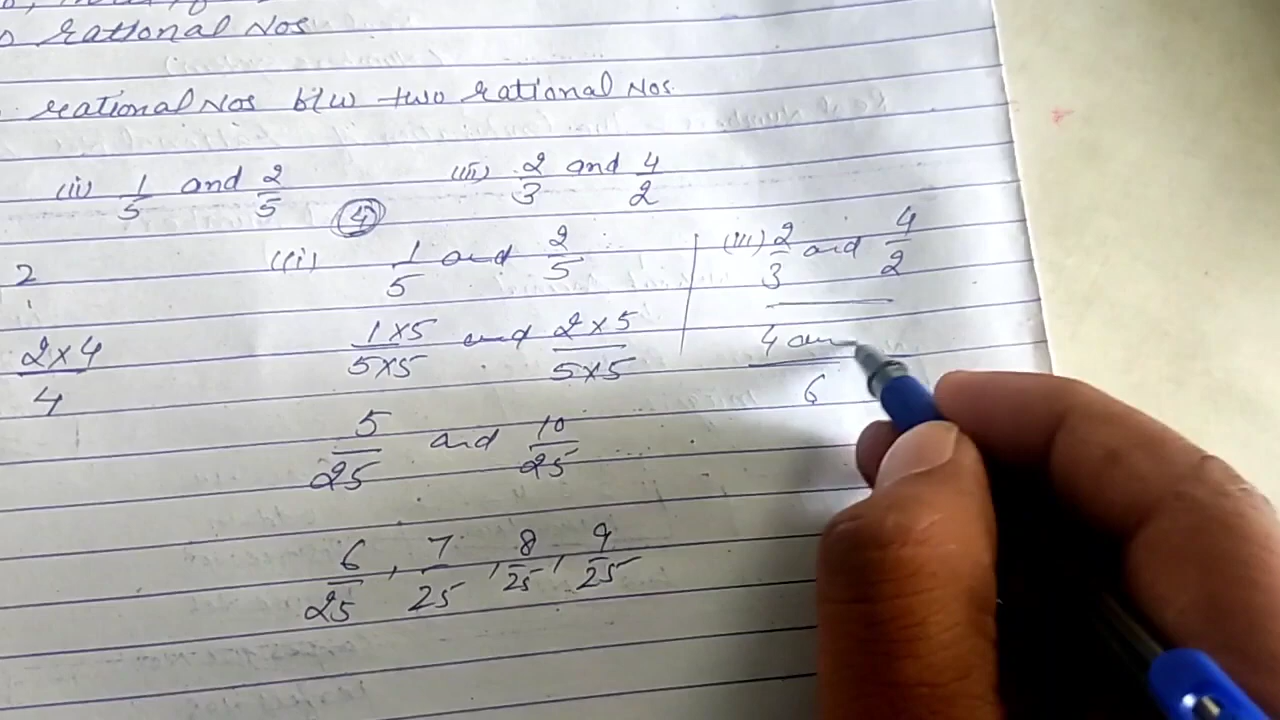 rational Nos
rational Nos b/w two rational Nos.
(ii) 1/5 and 2/5 (iii) 2/3 and 4/2
④
2 (ii) 1/5 and 2/5 (iii) 2/3 and 4/2
2×4/4 1×5/5×5 and 2×5/5×5 4 an/6
5/25 and 10/25
6/25, 7/25, 8/25, 9/25